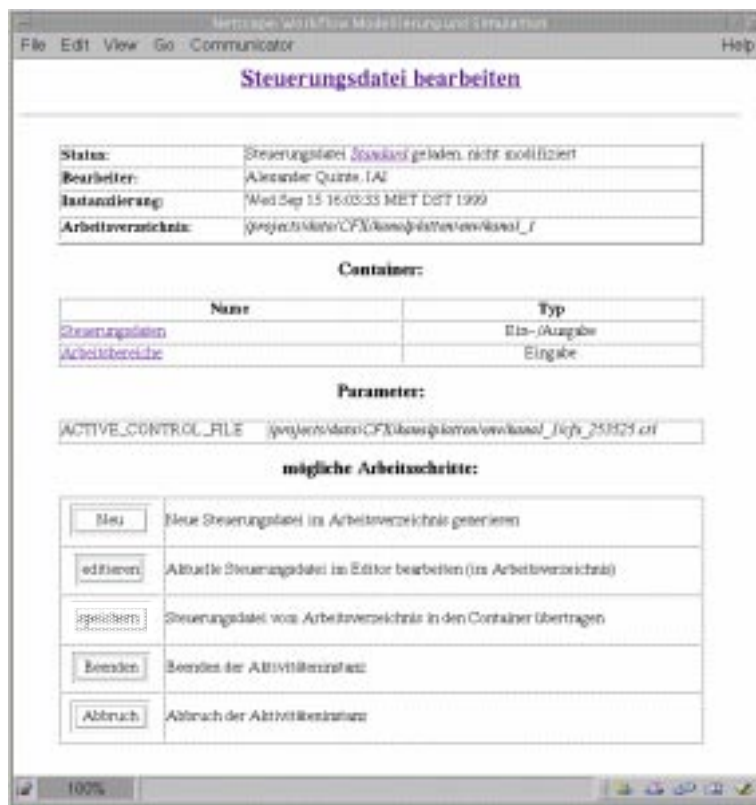 Netscape: Workflow Modellierung und Simulation
File Edit View Go Communicator Help
Steuerungsdatei bearbeiten
Status: Steuerungsdatei Standard geladen, nicht modifiziert
Bearbeiter: Alexander Quinte, IAI
Instanzierung: Wed Sep 15 16:03:33 MET DST 1999
Arbeitsverzeichnis: /projects/data/CFX/kanalplatten/env/kanal_1
Container:
Name Typ
Steuerungsdaten Ein-/Ausgabe
Arbeitsbereiche Eingabe
Parameter:
ACTIVE_CONTROL_FILE /projects/data/CFX/kanalplatten/env/kanal_1/cfx_253525.ctl
mögliche Arbeitsschritte:
Neu Neue Steuerungsdatei im Arbeitsverzeichnis generieren
editieren Aktuelle Steuerungsdatei im Editor bearbeiten (im Arbeitsverzeichnis)
speichern Steuerungsdatei vom Arbeitsverzeichnis in den Container übertragen
Beenden Beenden der Aktivitäteninstanz
Abbruch Abbruch der Aktivitäteninstanz
100%